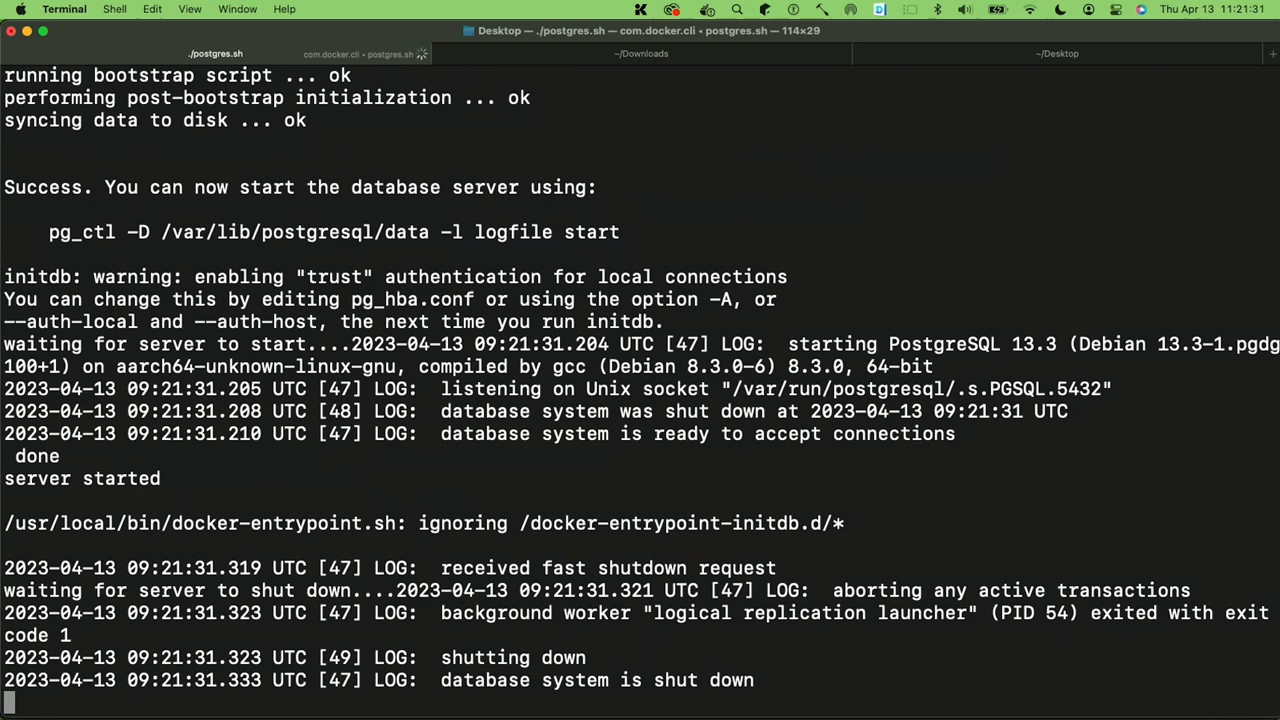 Terminal Shell Edit View Window Help Thu Apr 13 11:21:31
Desktop — ./postgres.sh — com.docker.cli ◂ postgres.sh — 114×29
./postgres.sh com.docker.cli ◂ postgres.sh ~/Downloads ~/Desktop
running bootstrap script ... ok
performing post-bootstrap initialization ... ok
syncing data to disk ... ok
Success. You can now start the database server using:
pg_ctl -D /var/lib/postgresql/data -l logfile start
initdb: warning: enabling "trust" authentication for local connections
You can change this by editing pg_hba.conf or using the option -A, or
--auth-local and --auth-host, the next time you run initdb.
waiting for server to start....2023-04-13 09:21:31.204 UTC [47] LOG:  starting PostgreSQL 13.3 (Debian 13.3-1.pgdg
100+1) on aarch64-unknown-linux-gnu, compiled by gcc (Debian 8.3.0-6) 8.3.0, 64-bit
2023-04-13 09:21:31.205 UTC [47] LOG:  listening on Unix socket "/var/run/postgresql/.s.PGSQL.5432"
2023-04-13 09:21:31.208 UTC [48] LOG:  database system was shut down at 2023-04-13 09:21:31 UTC
2023-04-13 09:21:31.210 UTC [47] LOG:  database system is ready to accept connections
done
server started
/usr/local/bin/docker-entrypoint.sh: ignoring /docker-entrypoint-initdb.d/*
2023-04-13 09:21:31.319 UTC [47] LOG:  received fast shutdown request
waiting for server to shut down....2023-04-13 09:21:31.321 UTC [47] LOG:  aborting any active transactions
2023-04-13 09:21:31.323 UTC [47] LOG:  background worker "logical replication launcher" (PID 54) exited with exit
code 1
2023-04-13 09:21:31.323 UTC [49] LOG:  shutting down
2023-04-13 09:21:31.333 UTC [47] LOG:  database system is shut down